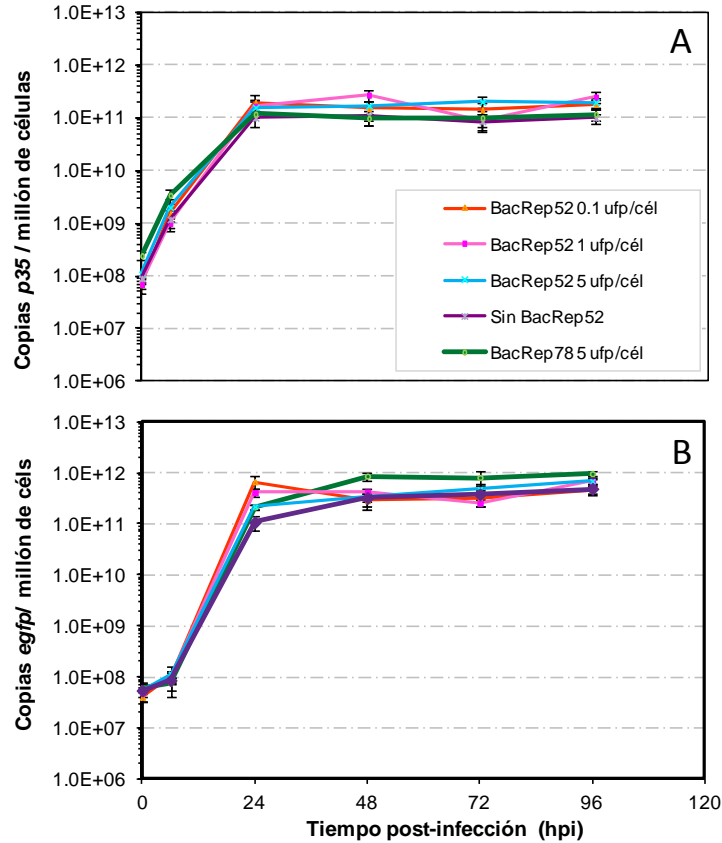 A
Copias p35 / millón de células
1.0E+13
1.0E+12
1.0E+11
1.0E+10
1.0E+09
1.0E+08
1.0E+07
1.0E+06
BacRep52 0.1 ufp/cél
BacRep52 1 ufp/cél
BacRep52 5 ufp/cél
Sin BacRep52
BacRep78 5 ufp/cél
B
Copias egfp/ millón de céls
1.0E+13
1.0E+12
1.0E+11
1.0E+10
1.0E+09
1.0E+08
1.0E+07
1.0E+06
0 24 48 72 96 120
Tiempo post-infección (hpi)